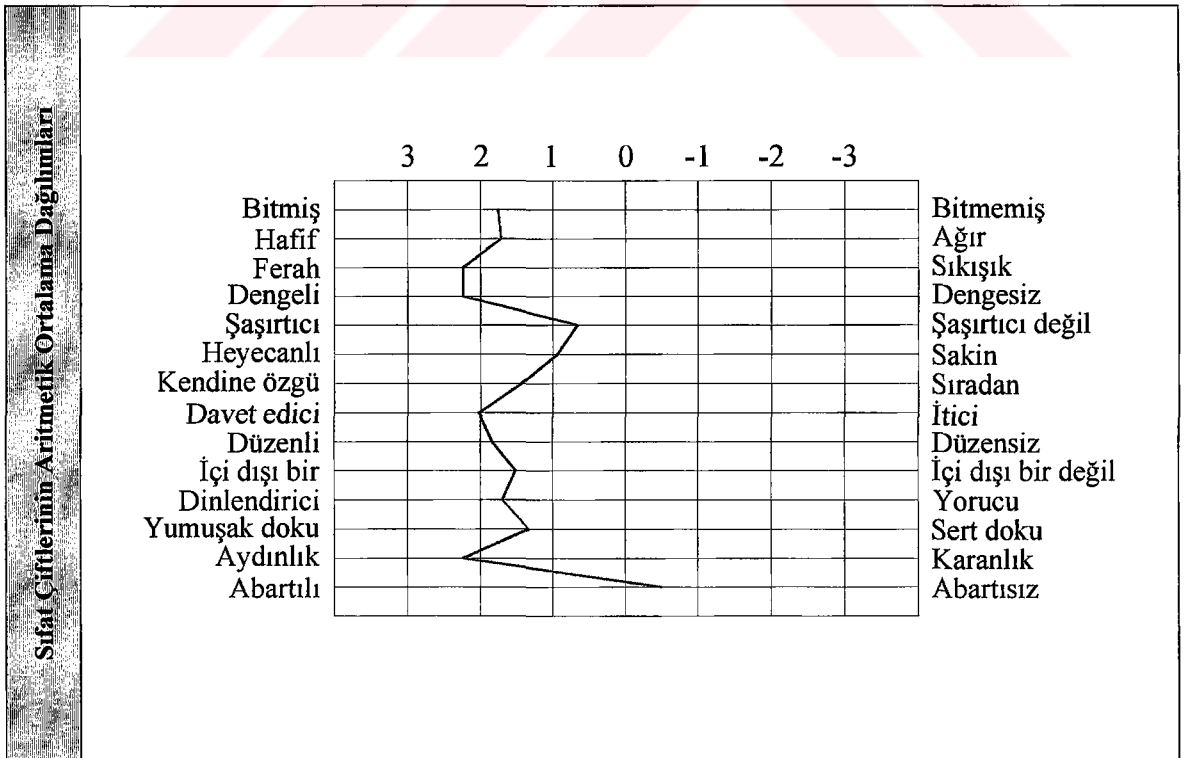 Sıfat Çiftlerinin Aritmetik Ortalama Dağılımları
3 2 1 0 -1 -2 -3
Bitmiş Bitmemiş
Hafif Ağır
Ferah Sıkışık
Dengeli Dengesiz
Şaşırtıcı Şaşırtıcı değil
Heyecanlı Sakin
Kendine özgü Sıradan
Davet edici İtici
Düzenli Düzensiz
İçi dışı bir İçi dışı bir değil
Dinlendirici Yorucu
Yumuşak doku Sert doku
Aydınlık Karanlık
Abartılı Abartısız